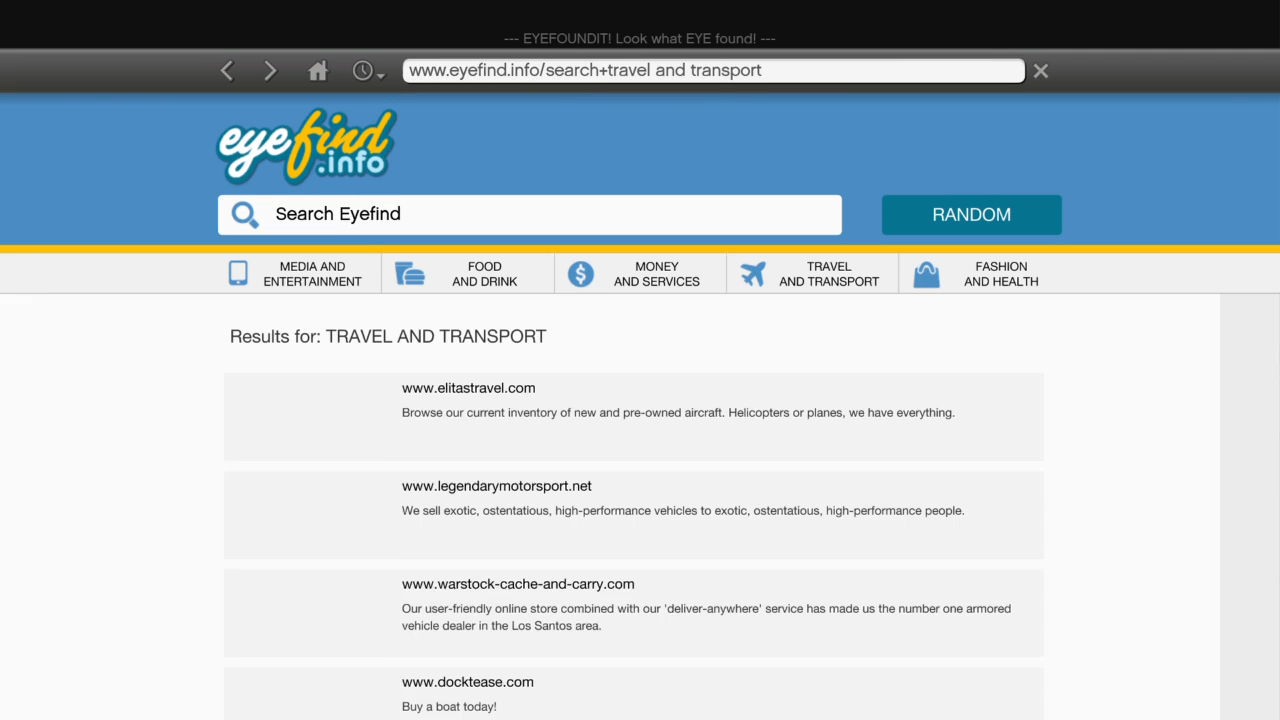 --- EYEFOUNDIT! Look what EYE found! ---
www.eyefind.info/search+travel and transport
eyefind
.info
Search Eyefind
RANDOM
MEDIA AND
ENTERTAINMENT
FOOD
AND DRINK
MONEY
AND SERVICES
TRAVEL
AND TRANSPORT
FASHION
AND HEALTH
Results for: TRAVEL AND TRANSPORT
www.elitastravel.com
Browse our current inventory of new and pre-owned aircraft. Helicopters or planes, we have everything.
www.legendarymotorsport.net
We sell exotic, ostentatious, high-performance vehicles to exotic, ostentatious, high-performance people.
www.warstock-cache-and-carry.com
Our user-friendly online store combined with our 'deliver-anywhere' service has made us the number one armored
vehicle dealer in the Los Santos area.
www.docktease.com
Buy a boat today!